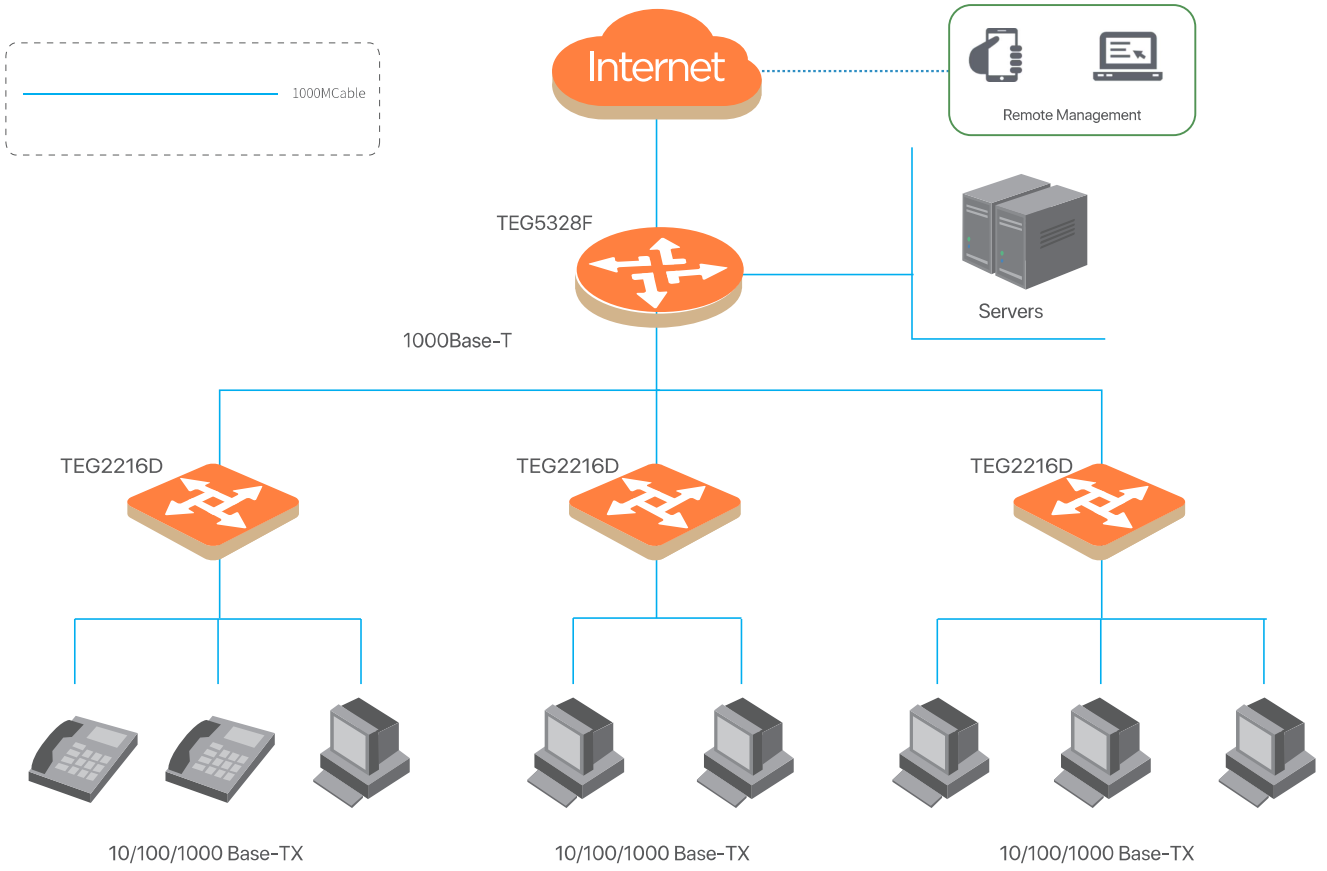 Internet
1000MCable
Remote Management
TEG5328F
Servers
1000Base-T
TEG2216D
TEG2216D
TEG2216D
10/100/1000 Base-TX
10/100/1000 Base-TX
10/100/1000 Base-TX